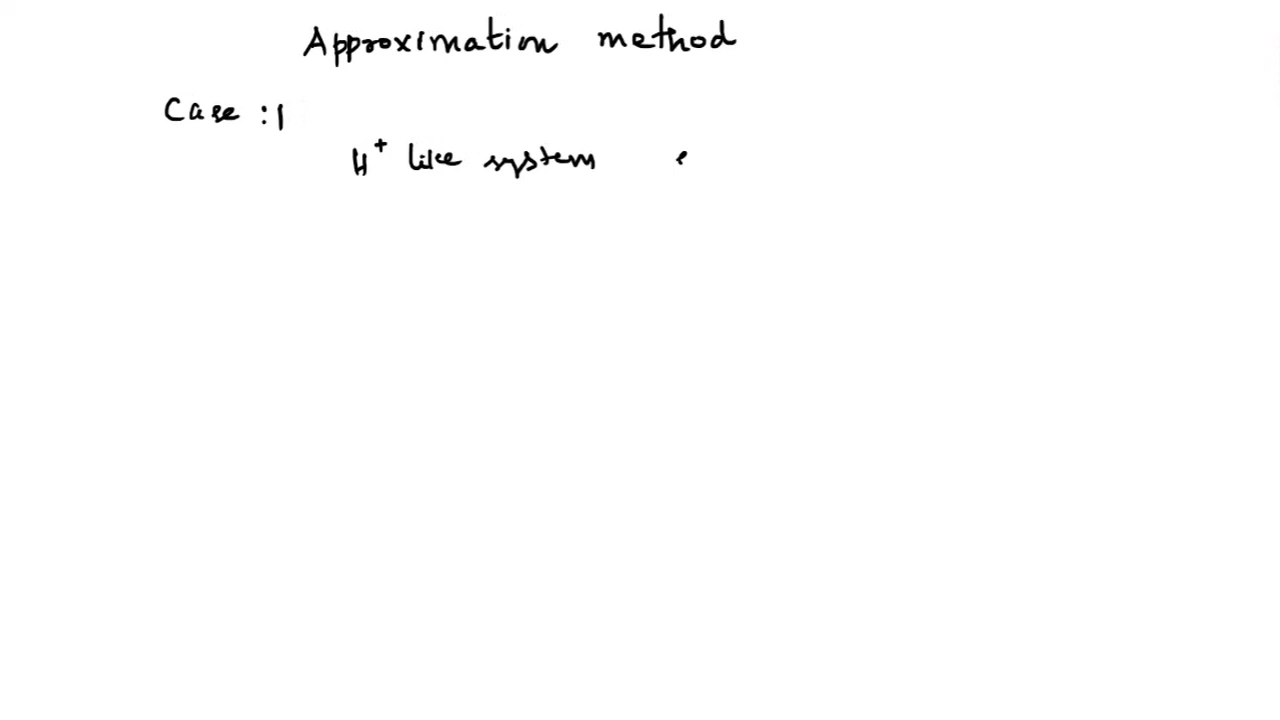 Approximation method
Case : 1
H⁺ like system e